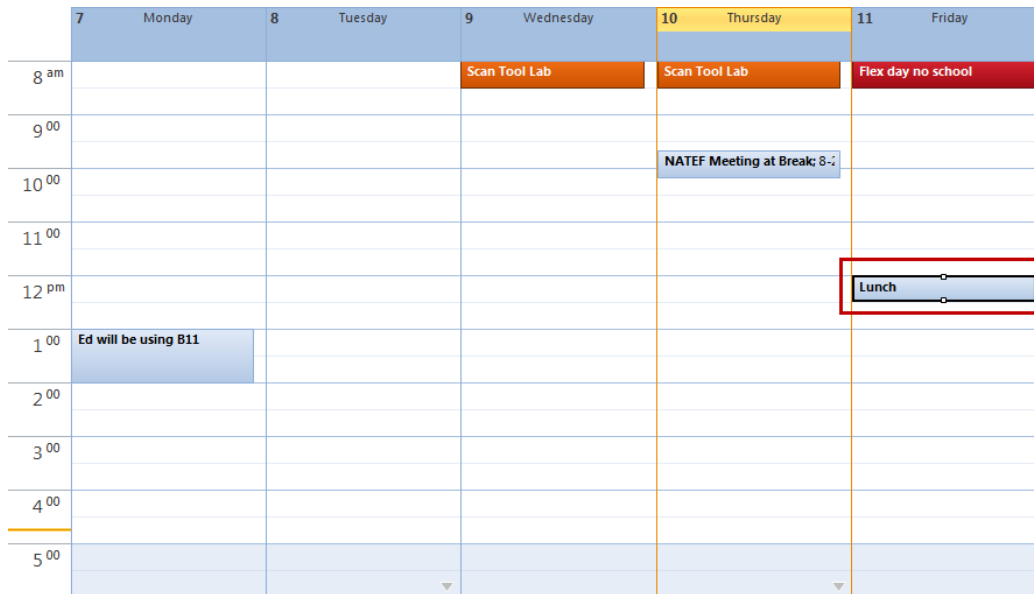 7 Monday 8 Tuesday 9 Wednesday 10 Thursday 11 Friday
8 am Scan Tool Lab Scan Tool Lab Flex day no school
9 00
NATEF Meeting at Break; 8-
10 00
11 00
12 pm Lunch
1 00 Ed will be using B11
2 00
3 00
4 00
5 00